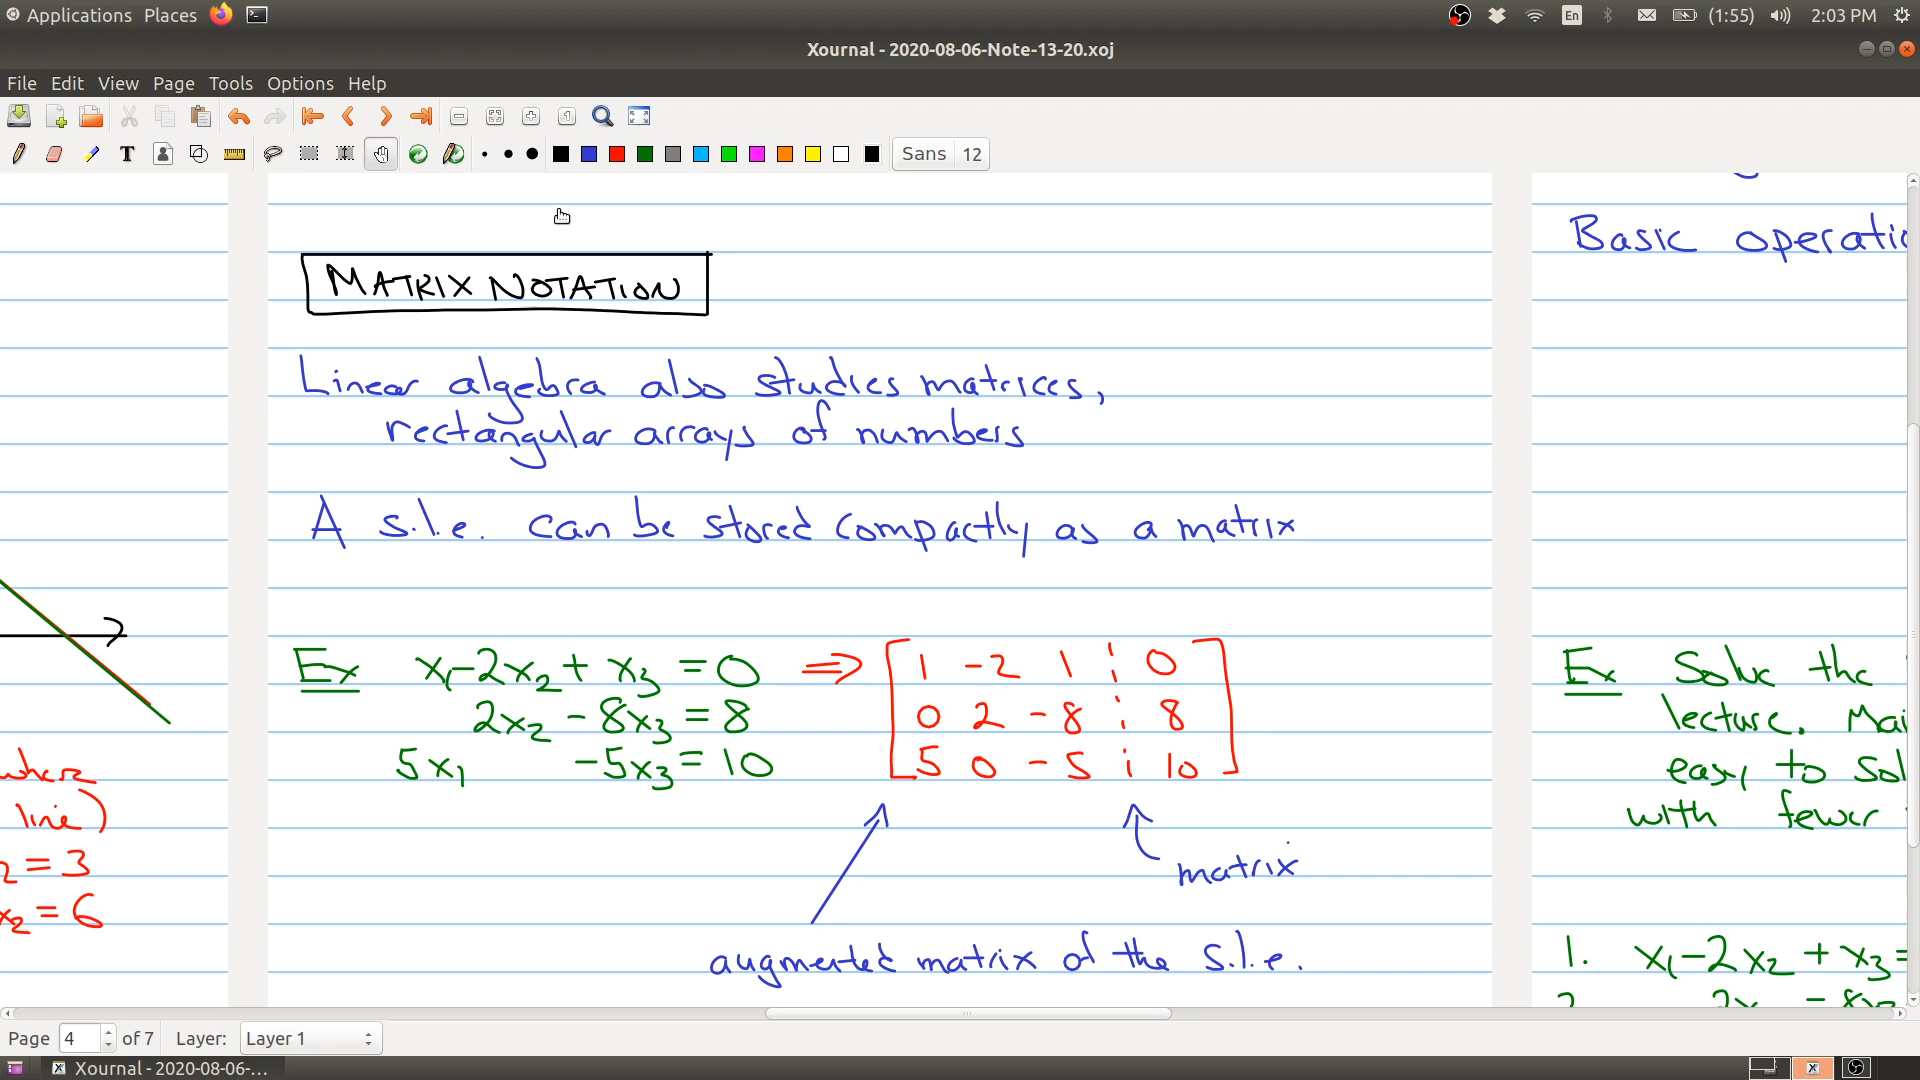 Applications Places En (1:55) 2:03 PM
Xournal - 2020-08-06-Note-13-20.xoj
File Edit View Page Tools Options Help
T Sans 12
Basic operatio
MATRIX NOTATION
Linear algebra also studies matrices,
rectangular arrays of numbers
A s.l.e. can be stored compactly as a matrix
Ex x₁-2x₂ + x₃ = 0 ⇒ [1 -2 1 ¦ 0
2x₂ - 8x₃ = 8 0 2 -8 ¦ 8
5x₁ -5x₃ = 10 5 0 -5 ¦ 10]
matrix
augmented matrix of the s.l.e.
where
line)
₂ = 3
x₂ = 6
Ex Solve the
lecture. Mai
easy to sol
with fewer
1. x₁-2x₂ + x₃ =
Page 4 of 7 Layer: Layer 1
Xournal - 2020-08-06-...